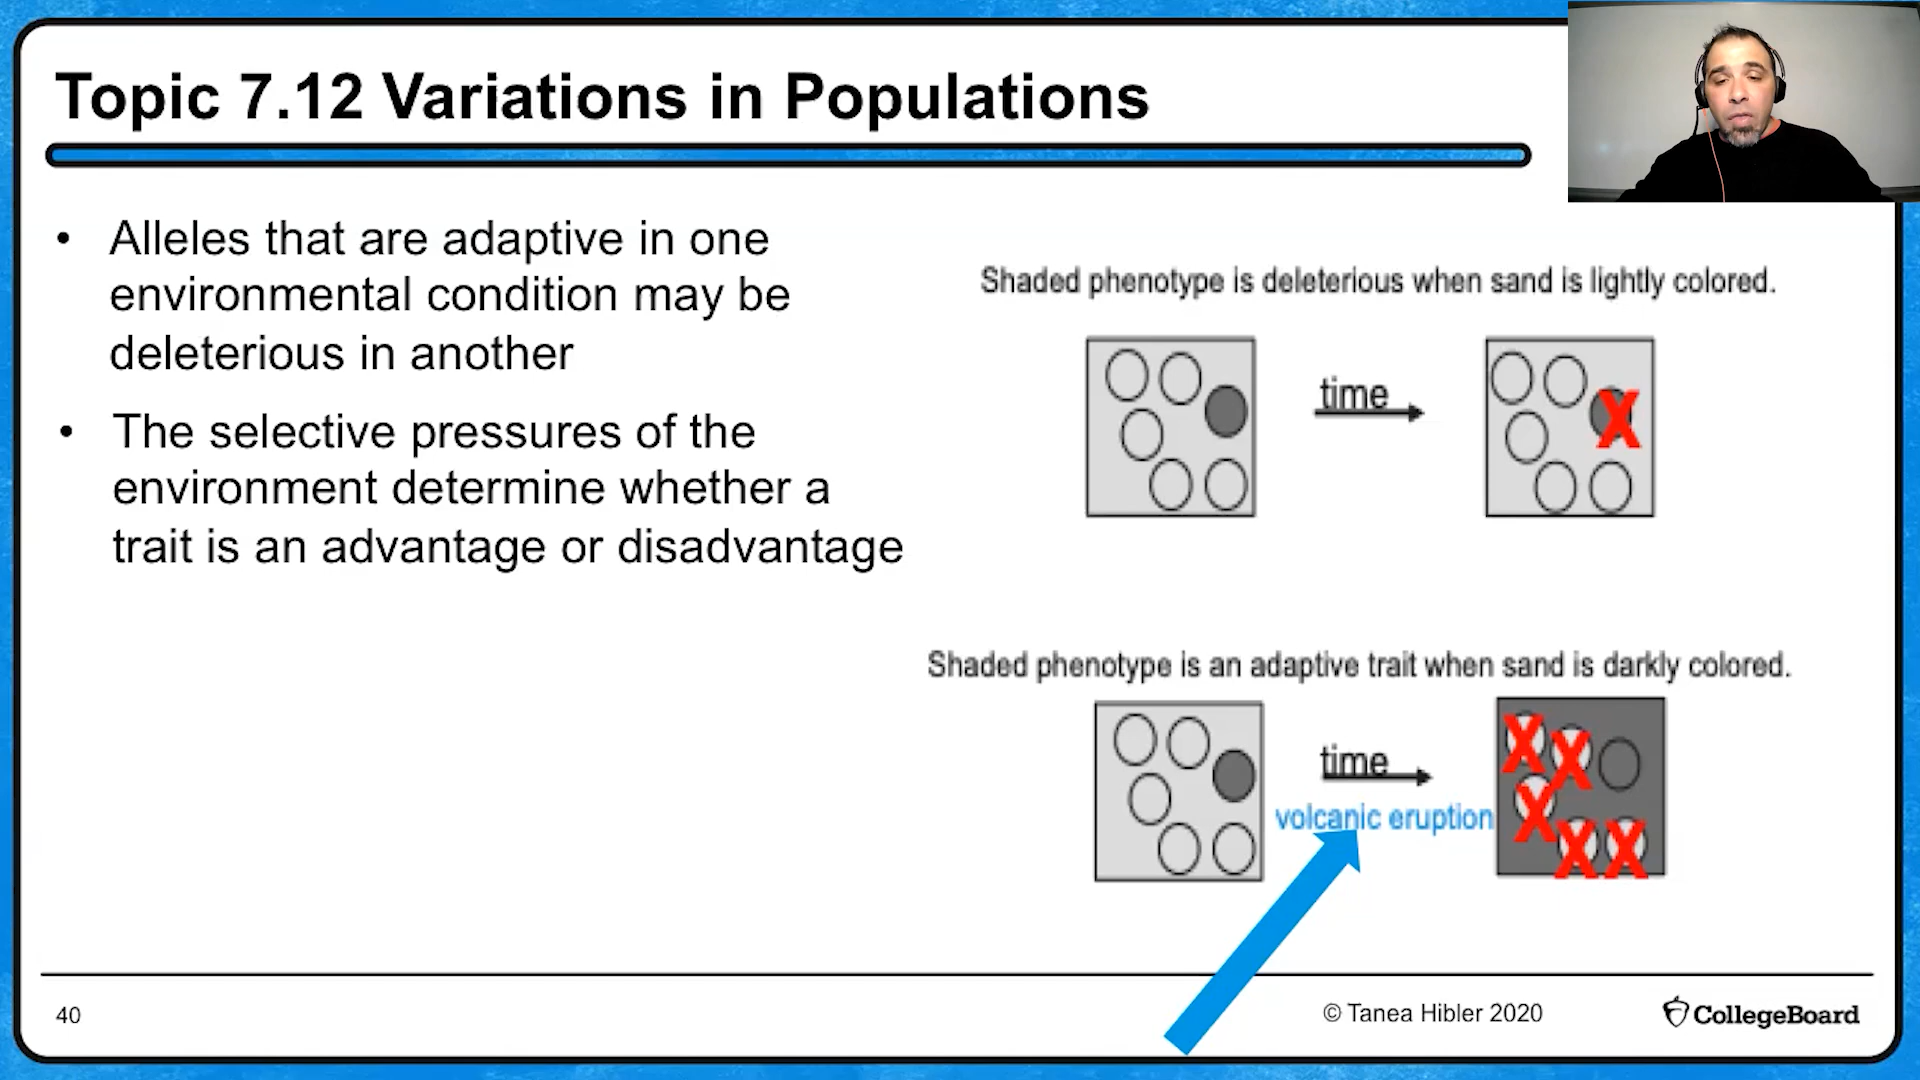 Topic 7.12 Variations in Populations
• Alleles that are adaptive in one
environmental condition may be
deleterious in another
• The selective pressures of the
environment determine whether a
trait is an advantage or disadvantage
Shaded phenotype is deleterious when sand is lightly colored.
time
X
Shaded phenotype is an adaptive trait when sand is darkly colored.
time
volcanic eruption
X X
X
X X
40
© Tanea Hibler 2020
CollegeBoard